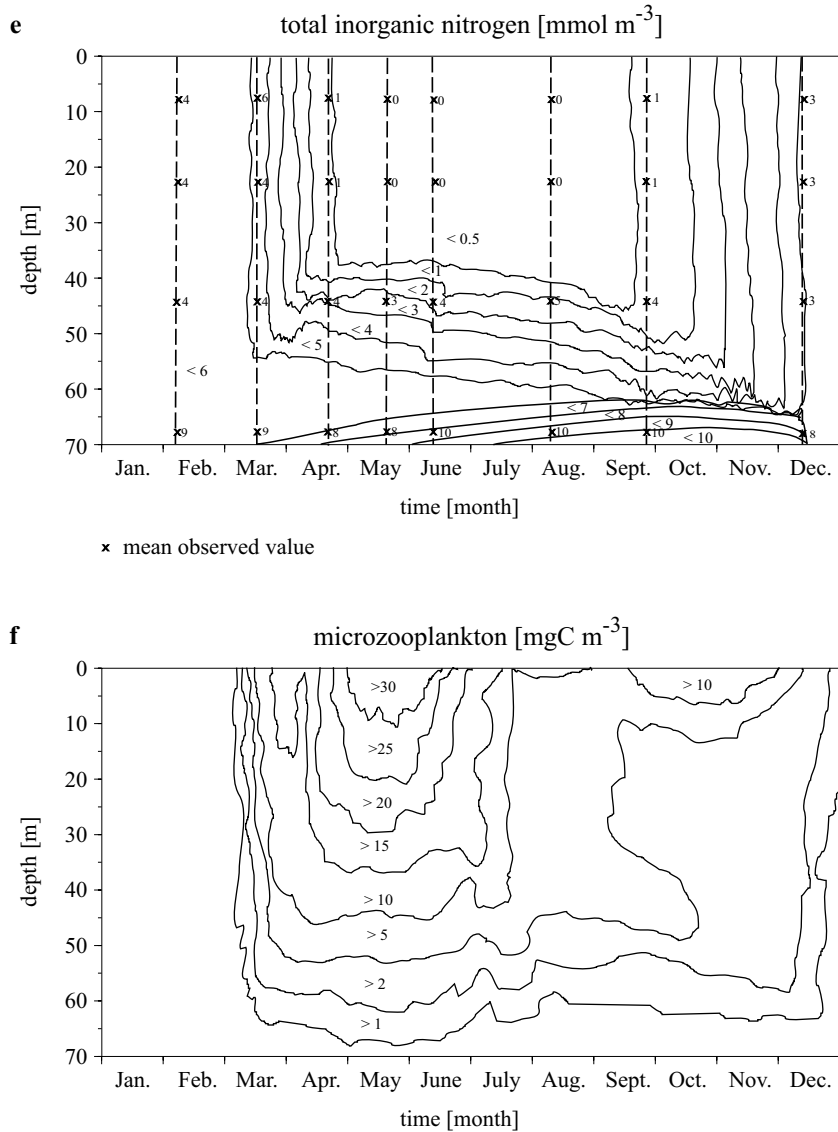 e
total inorganic nitrogen [mmol m-3]
0
4 6 1 0 0 0 1 3
10
20
4 4 1 0 0 0 1 3
30
< 0.5
depth [m]
< 1
40
< 2
4 4 4 3 4 4 3
< 3
50
< 4
< 5
60
< 6
< 7
< 8
< 9
9 9 8 8 10 10 10 8
< 10
70
Jan. Feb. Mar. Apr. May June July Aug. Sept. Oct. Nov. Dec.
time [month]
x mean observed value
f
microzooplankton [mgC m-3]
0
>30
> 10
10
>25
20
> 20
30
> 15
depth [m]
40
> 10
> 5
50
> 2
60
> 1
70
Jan. Feb. Mar. Apr. May June July Aug. Sept. Oct. Nov. Dec.
time [month]